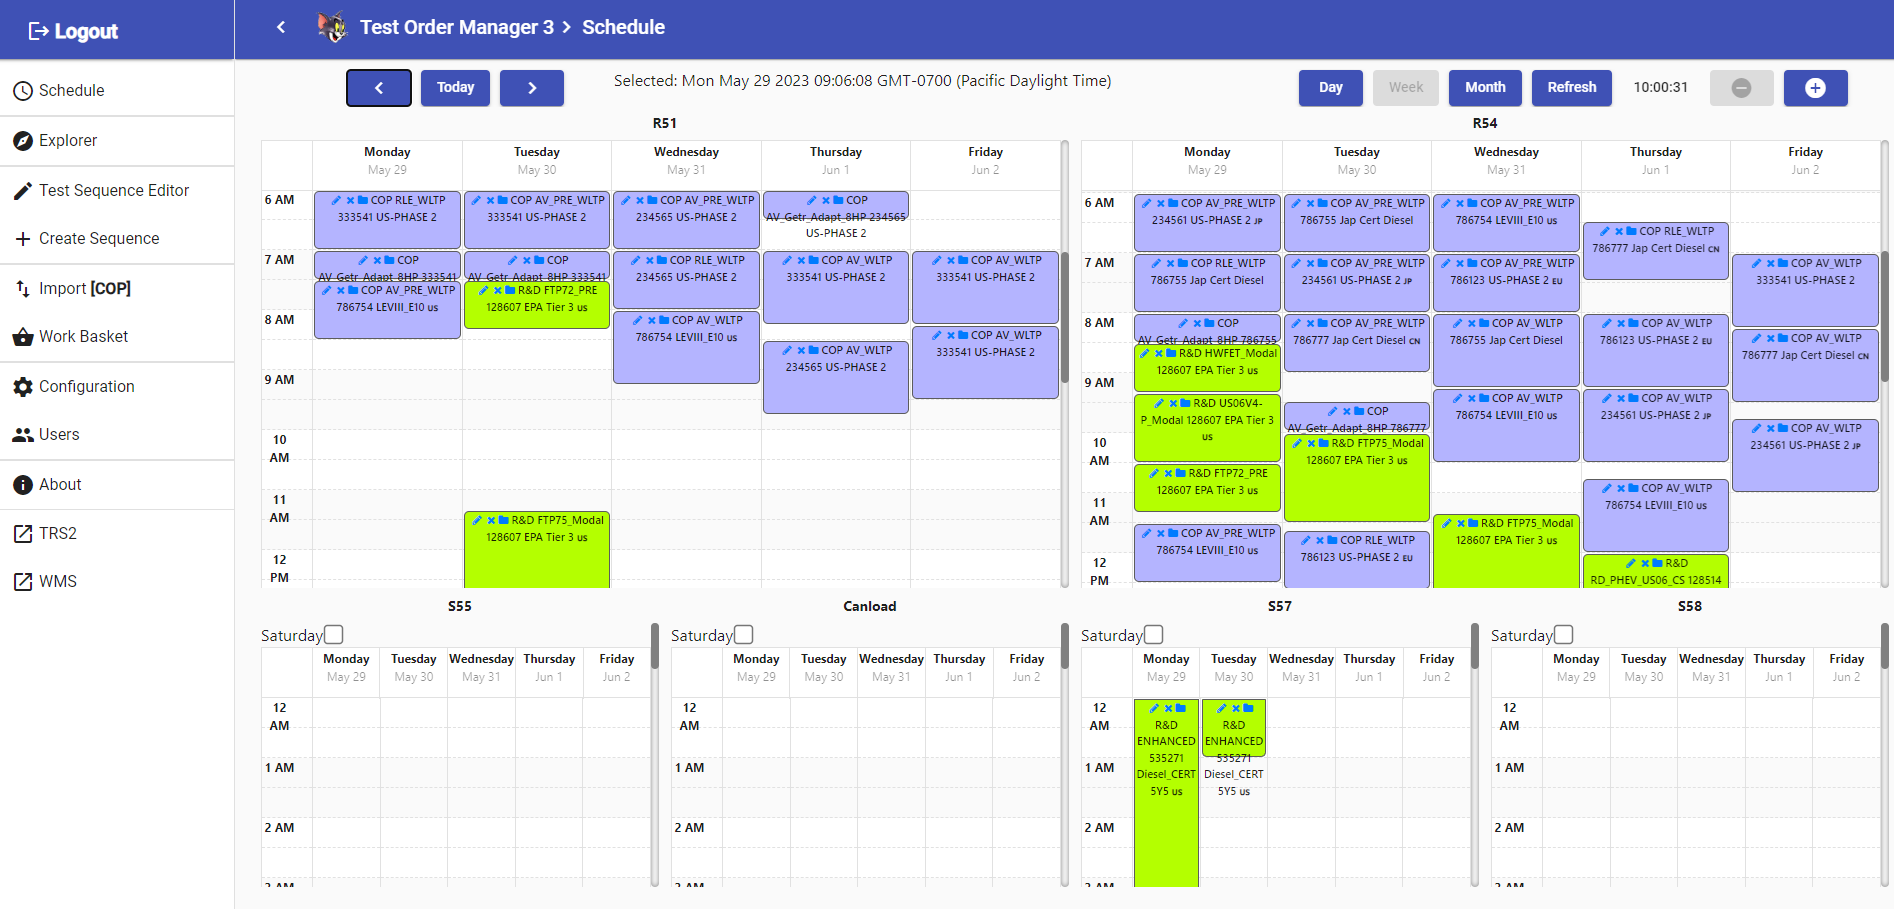 Logout
Test Order Manager 3 > Schedule
Schedule
Explorer
Test Sequence Editor
Create Sequence
Import [COP]
Work Basket
Configuration
Users
About
TRS2
WMS
Today
Selected: Mon May 29 2023 09:06:08 GMT-0700 (Pacific Daylight Time)
Day
Week
Month
Refresh
10:00:31
R51
Monday
May 29
Tuesday
May 30
Wednesday
May 31
Thursday
Jun 1
Friday
Jun 2
6 AM
7 AM
8 AM
9 AM
10
AM
11
AM
12
PM
COP RLE_WLTP
333541 US-PHASE 2
COP
AV_Getr_Adapt_8HP 333541
COP AV_PRE_WLTP
786754 LEVIII_E10 US
COP AV_PRE_WLTP
333541 US-PHASE 2
COP
AV_Getr_Adapt_8HP 333541
R&D FTP72_PRE
128607 EPA Tier 3 US
R&D FTP75_Modal
128607 EPA Tier 3 US
COP AV_PRE_WLTP
234565 US-PHASE 2
COP RLE_WLTP
234565 US-PHASE 2
COP AV_WLTP
786754 LEVIII_E10 US
COP
AV_Getr_Adapt_8HP 234565
US-PHASE 2
COP AV_WLTP
333541 US-PHASE 2
COP AV_WLTP
234565 US-PHASE 2
COP AV_WLTP
333541 US-PHASE 2
COP AV_WLTP
333541 US-PHASE 2
R54
Monday
May 29
Tuesday
May 30
Wednesday
May 31
Thursday
Jun 1
Friday
Jun 2
6 AM
7 AM
8 AM
9 AM
10
AM
11
AM
12
PM
COP AV_PRE_WLTP
234561 US-PHASE 2 JP
COP RLE_WLTP
786755 Jap Cert Diesel
COP
AV_Getr_Adapt_8HP 786755
R&D HWFET_Modal
128607 EPA Tier 3 US
R&D US06V4-
P_Modal 128607 EPA Tier 3
US
R&D FTP72_PRE
128607 EPA Tier 3 US
COP AV_PRE_WLTP
786754 LEVIII_E10 US
COP AV_PRE_WLTP
786755 Jap Cert Diesel
COP AV_PRE_WLTP
234561 US-PHASE 2 JP
COP AV_PRE_WLTP
786777 Jap Cert Diesel CN
COP
AV_Getr_Adapt_8HP 786777
R&D FTP75_Modal
128607 EPA Tier 3 US
COP RLE_WLTP
786123 US-PHASE 2 EU
COP AV_PRE_WLTP
786754 LEVIII_E10 US
COP AV_PRE_WLTP
786123 US-PHASE 2 EU
COP AV_WLTP
786755 Jap Cert Diesel
COP AV_WLTP
786754 LEVIII_E10 US
R&D FTP75_Modal
128607 EPA Tier 3 US
COP RLE_WLTP
786777 Jap Cert Diesel CN
COP AV_WLTP
786123 US-PHASE 2 EU
COP AV_WLTP
234561 US-PHASE 2 JP
COP AV_WLTP
786754 LEVIII_E10 US
R&D
RD_PHEV_US06_CS 128514
COP AV_WLTP
333541 US-PHASE 2
COP AV_WLTP
786777 Jap Cert Diesel CN
COP AV_WLTP
234561 US-PHASE 2 JP
S55
Saturday
Monday
May 29
Tuesday
May 30
Wednesday
May 31
Thursday
Jun 1
Friday
Jun 2
12
AM
1 AM
2 AM
3 AM
Canload
Saturday
Monday
May 29
Tuesday
May 30
Wednesday
May 31
Thursday
Jun 1
Friday
Jun 2
12
AM
1 AM
2 AM
3 AM
S57
Saturday
Monday
May 29
Tuesday
May 30
Wednesday
May 31
Thursday
Jun 1
Friday
Jun 2
12
AM
1 AM
2 AM
3 AM
R&D
ENHANCED
535271
Diesel_CERT
5Y5 US
R&D
ENHANCED
535271
Diesel_CERT
5Y5 US
S58
Saturday
Monday
May 29
Tuesday
May 30
Wednesday
May 31
Thursday
Jun 1
Friday
Jun 2
12
AM
1 AM
2 AM
3 AM